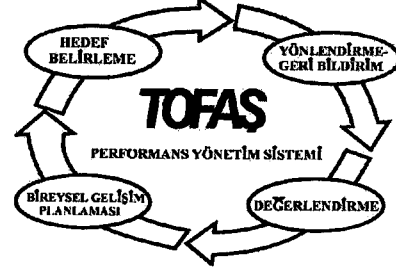 HEDEF
BELİRLEME
YÖNLENDİRME-
GERİ BİLDİRİM
TOFAŞ
PERFORMANS YÖNETİM SİSTEMİ
BİREYSEL GELİŞİM
PLANLAMASI
DEĞERLENDİRME